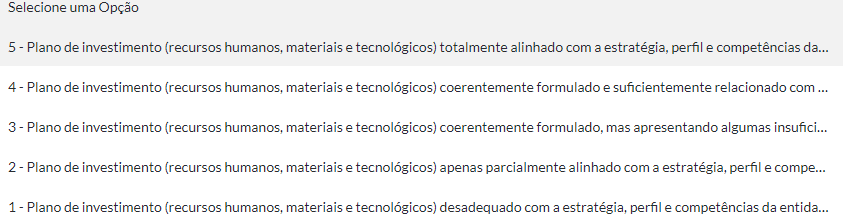 Selecione uma Opção
5 - Plano de investimento (recursos humanos, materiais e tecnológicos) totalmente alinhado com a estratégia, perfil e competências da...
4 - Plano de investimento (recursos humanos, materiais e tecnológicos) coerentemente formulado e suficientemente relacionado com ...
3 - Plano de investimento (recursos humanos, materiais e tecnológicos) coerentemente formulado, mas apresentando algumas insufici...
2 - Plano de investimento (recursos humanos, materiais e tecnológicos) apenas parcialmente alinhado com a estratégia, perfil e compe...
1 - Plano de investimento (recursos humanos, materiais e tecnológicos) desadequado com a estratégia, perfil e competências da entida...